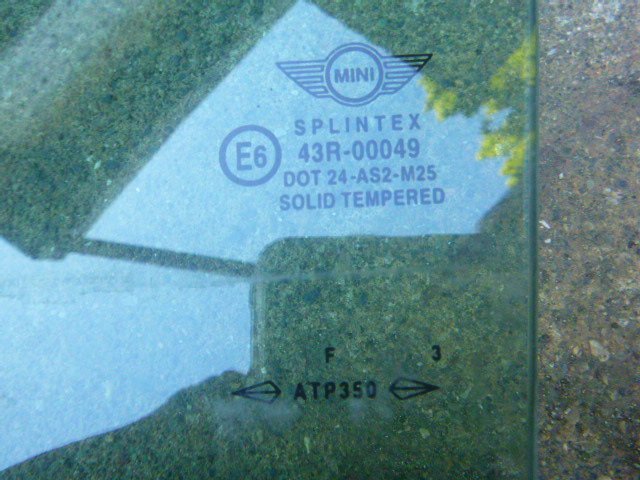 MINI
SPLINTEX
E6 43R-00049
DOT 24-AS2-M25
SOLID TEMPERED
F 3
ATP350